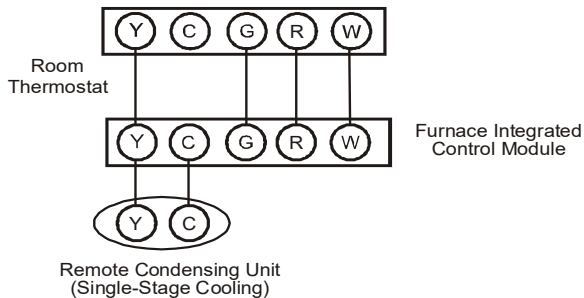 Y C G R W
Room
Thermostat
Y C G R W
Furnace Integrated
Control Module
Y C
Remote Condensing Unit
(Single-Stage Cooling)